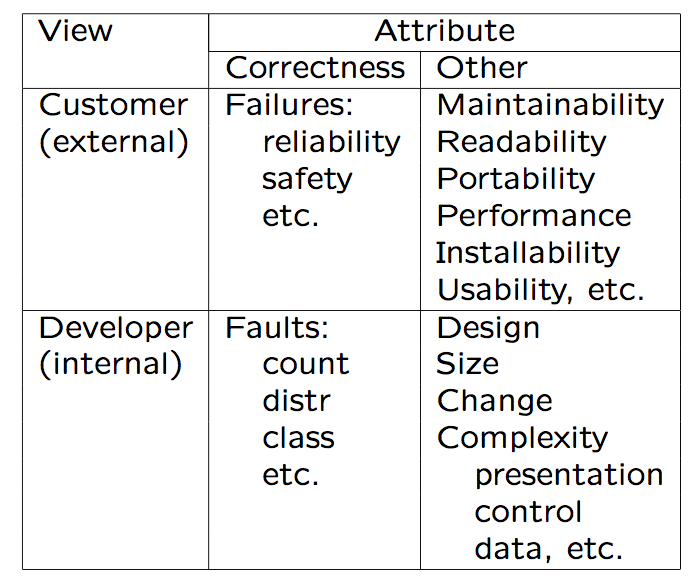 View
Attribute
Correctness
Other
Customer
(external)
Failures:
reliability
safety
etc.
Maintainability
Readability
Portability
Performance
Installability
Usability, etc.
Developer
(internal)
Faults:
count
distr
class
etc.
Design
Size
Change
Complexity
presentation
control
data, etc.